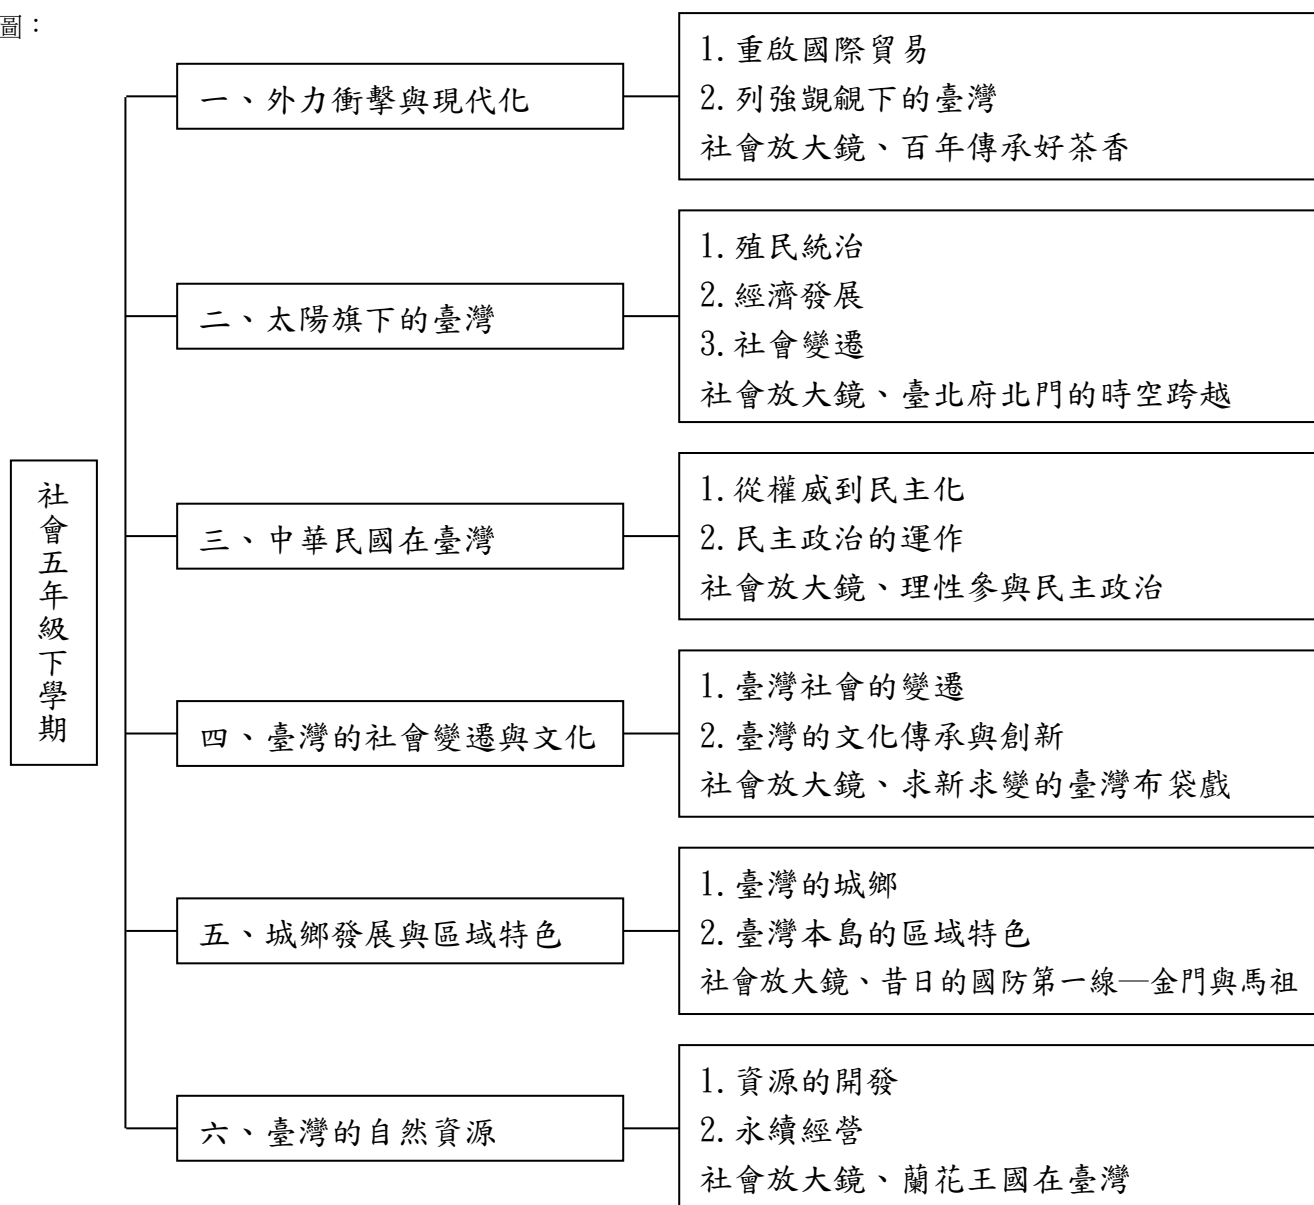 圖：
社會五年級下學期
一、外力衝擊與現代化
1.重啟國際貿易
2.列強覬覦下的臺灣
社會放大鏡、百年傳承好茶香
二、太陽旗下的臺灣
1.殖民統治
2.經濟發展
3.社會變遷
社會放大鏡、臺北府北門的時空跨越
三、中華民國在臺灣
1.從權威到民主化
2.民主政治的運作
社會放大鏡、理性參與民主政治
四、臺灣的社會變遷與文化
1.臺灣社會的變遷
2.臺灣的文化傳承與創新
社會放大鏡、求新求變的臺灣布袋戲
五、城鄉發展與區域特色
1.臺灣的城鄉
2.臺灣本島的區域特色
社會放大鏡、昔日的國防第一線—金門與馬祖
六、臺灣的自然資源
1.資源的開發
2.永續經營
社會放大鏡、蘭花王國在臺灣